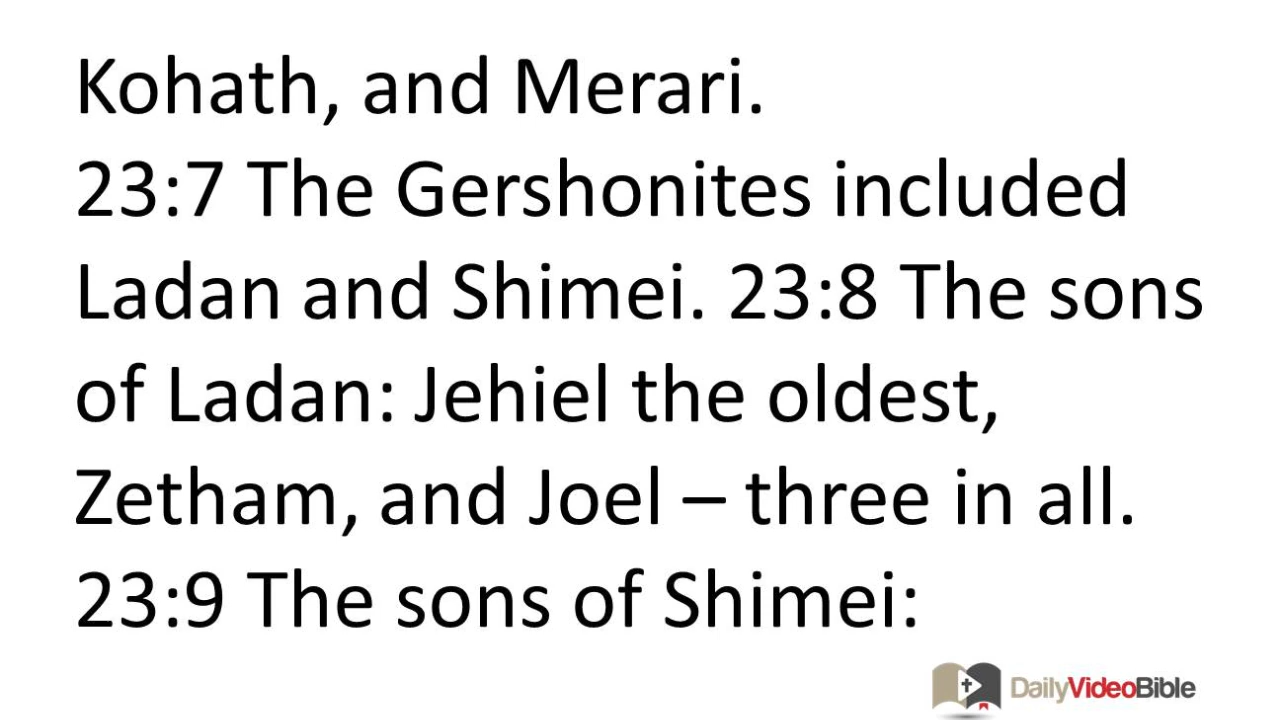 Kohath, and Merari.
23:7 The Gershonites included
Ladan and Shimei. 23:8 The sons
of Ladan: Jehiel the oldest,
Zetham, and Joel – three in all.
23:9 The sons of Shimei:
DailyVideoBible